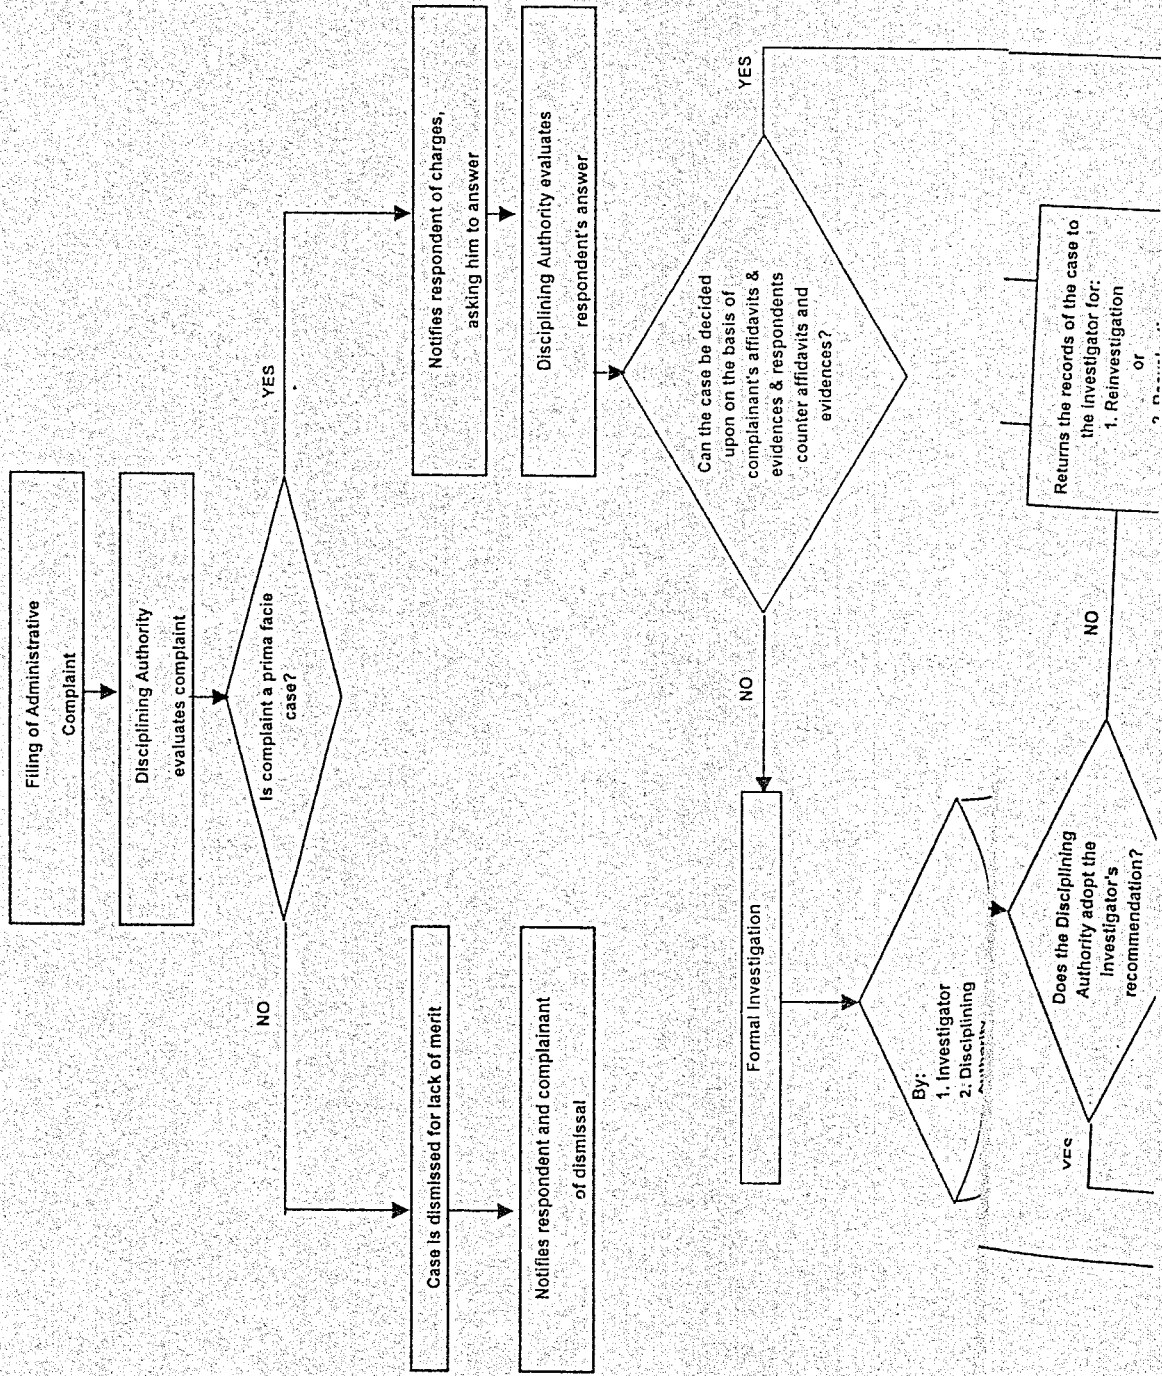 Filing of Administrative
Complaint
Disciplining Authority
evaluates complaint
Is complaint a prima facie
case?
NO
YES
Case is dismissed for lack of merit
Notifies respondent and complainant
of dismissal
Notifies respondent of charges,
asking him to answer
Disciplining Authority evaluates
respondent's answer
Can the case be decided
upon on the basis of
complainant's affidavits &
evidences & respondents
counter affidavits and
evidences?
NO
YES
Formal Investigation
By:
1. Investigator
2. Disciplining
Authority
Does the Disciplining
Authority adopt the
Investigator's
recommendation?
YES
NO
Returns the records of the case to
the Investigator for:
1. Reinvestigation
or
2.